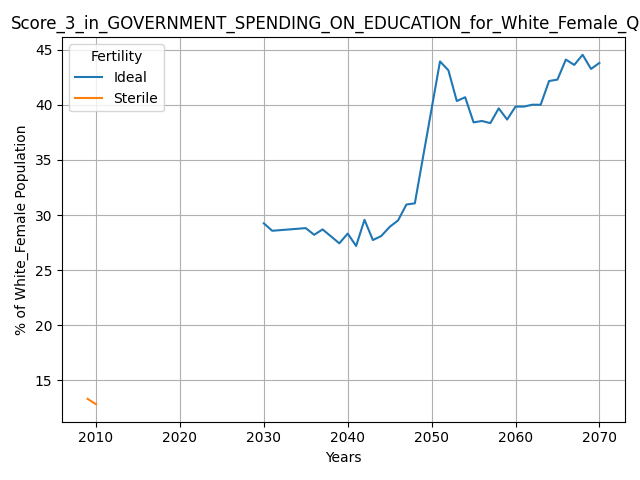 Score_3_in_GOVERNMENT_SPENDING_ON_EDUCATION_for_White_Female_Q
Fertility
Ideal
Sterile
% of White_Female Population
45
40
35
30
25
20
15
2010 2020 2030 2040 2050 2060 2070
Years